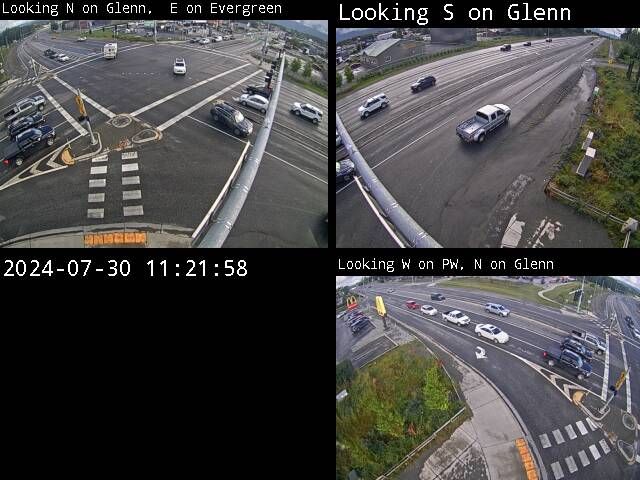 Looking N on Glenn, E on Evergreen
Looking S on Glenn
2024-07-30 11:21:58
Looking W on PW, N on Glenn